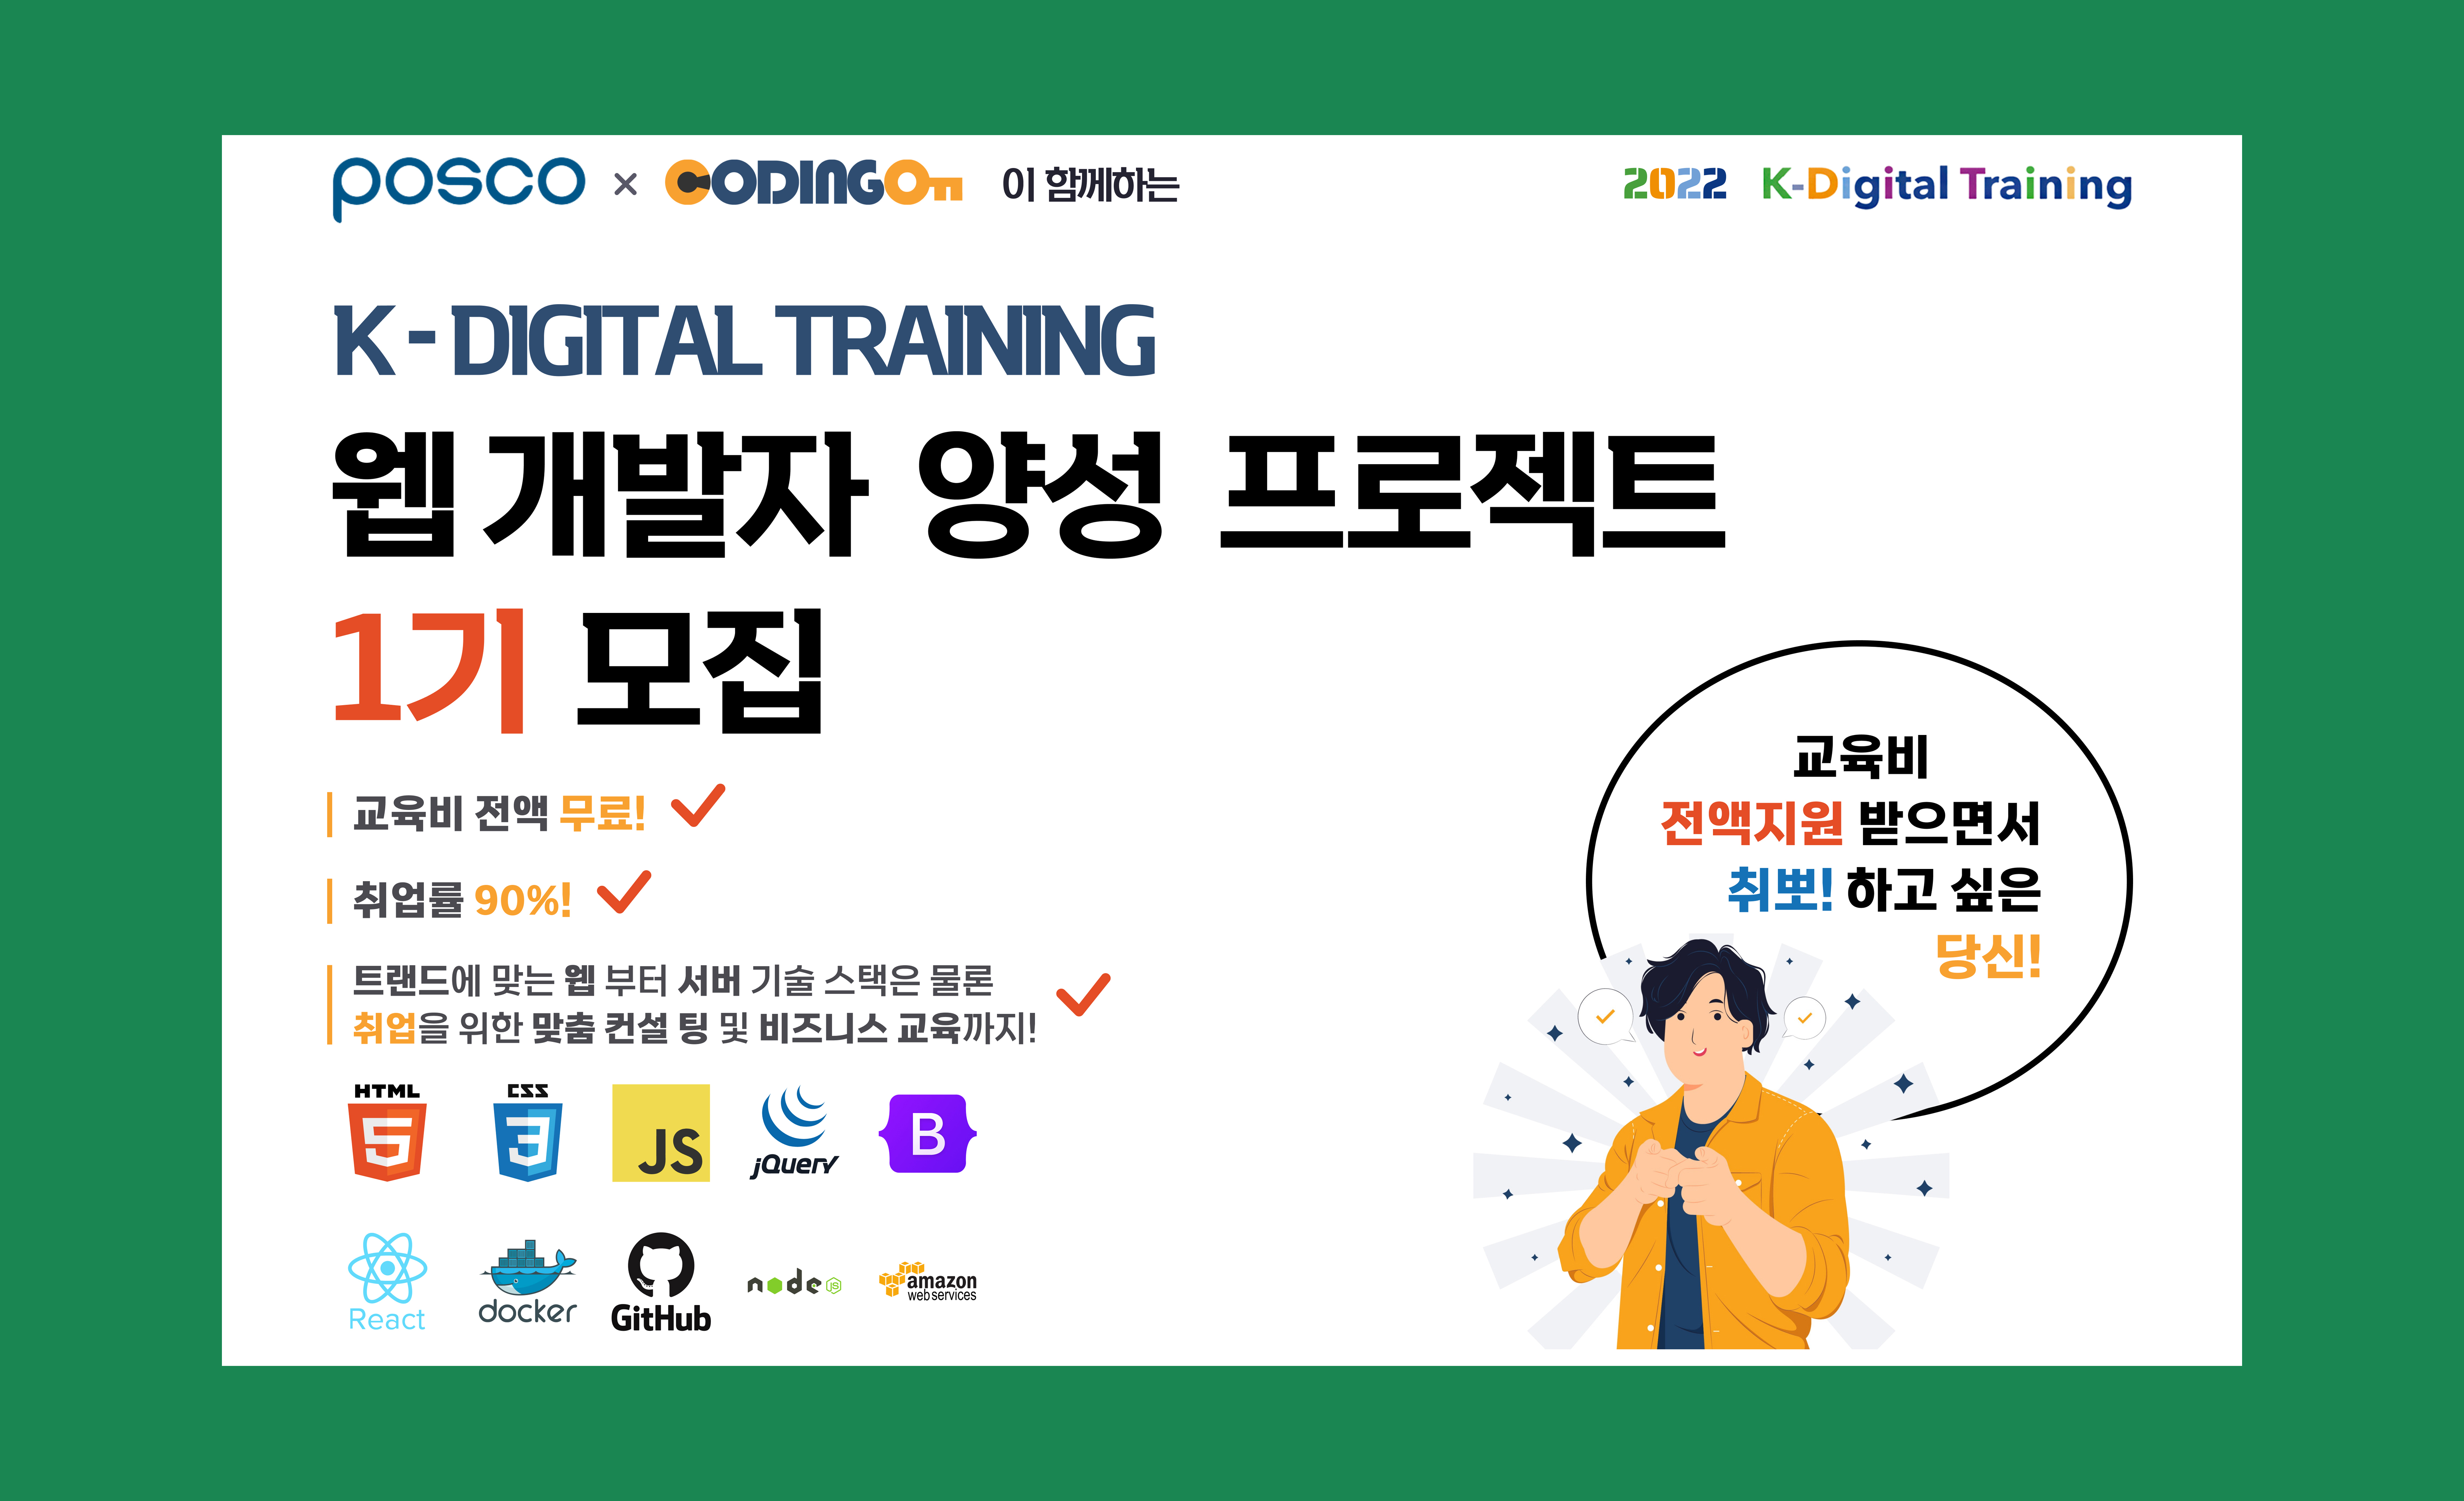 posco × CODINGOn 이 함께하는
2022 K-Digital Training
K - DIGITAL TRAINING
웹 개발자 양성 프로젝트
1기 모집
교육비 전액 무료!
취업률 90%!
트랜드에 맞는 웹 부터 서버 기술 스택은 물론
취업을 위한 맞춤 컨설 팅 및 비즈니스 교육까지!
교육비
전액지원 받으면서
취뽀! 하고 싶은
당신!
HTML
5
CSS
3
JS
jQuery
B
React
docker
GitHub
node
JS
amazon
web services